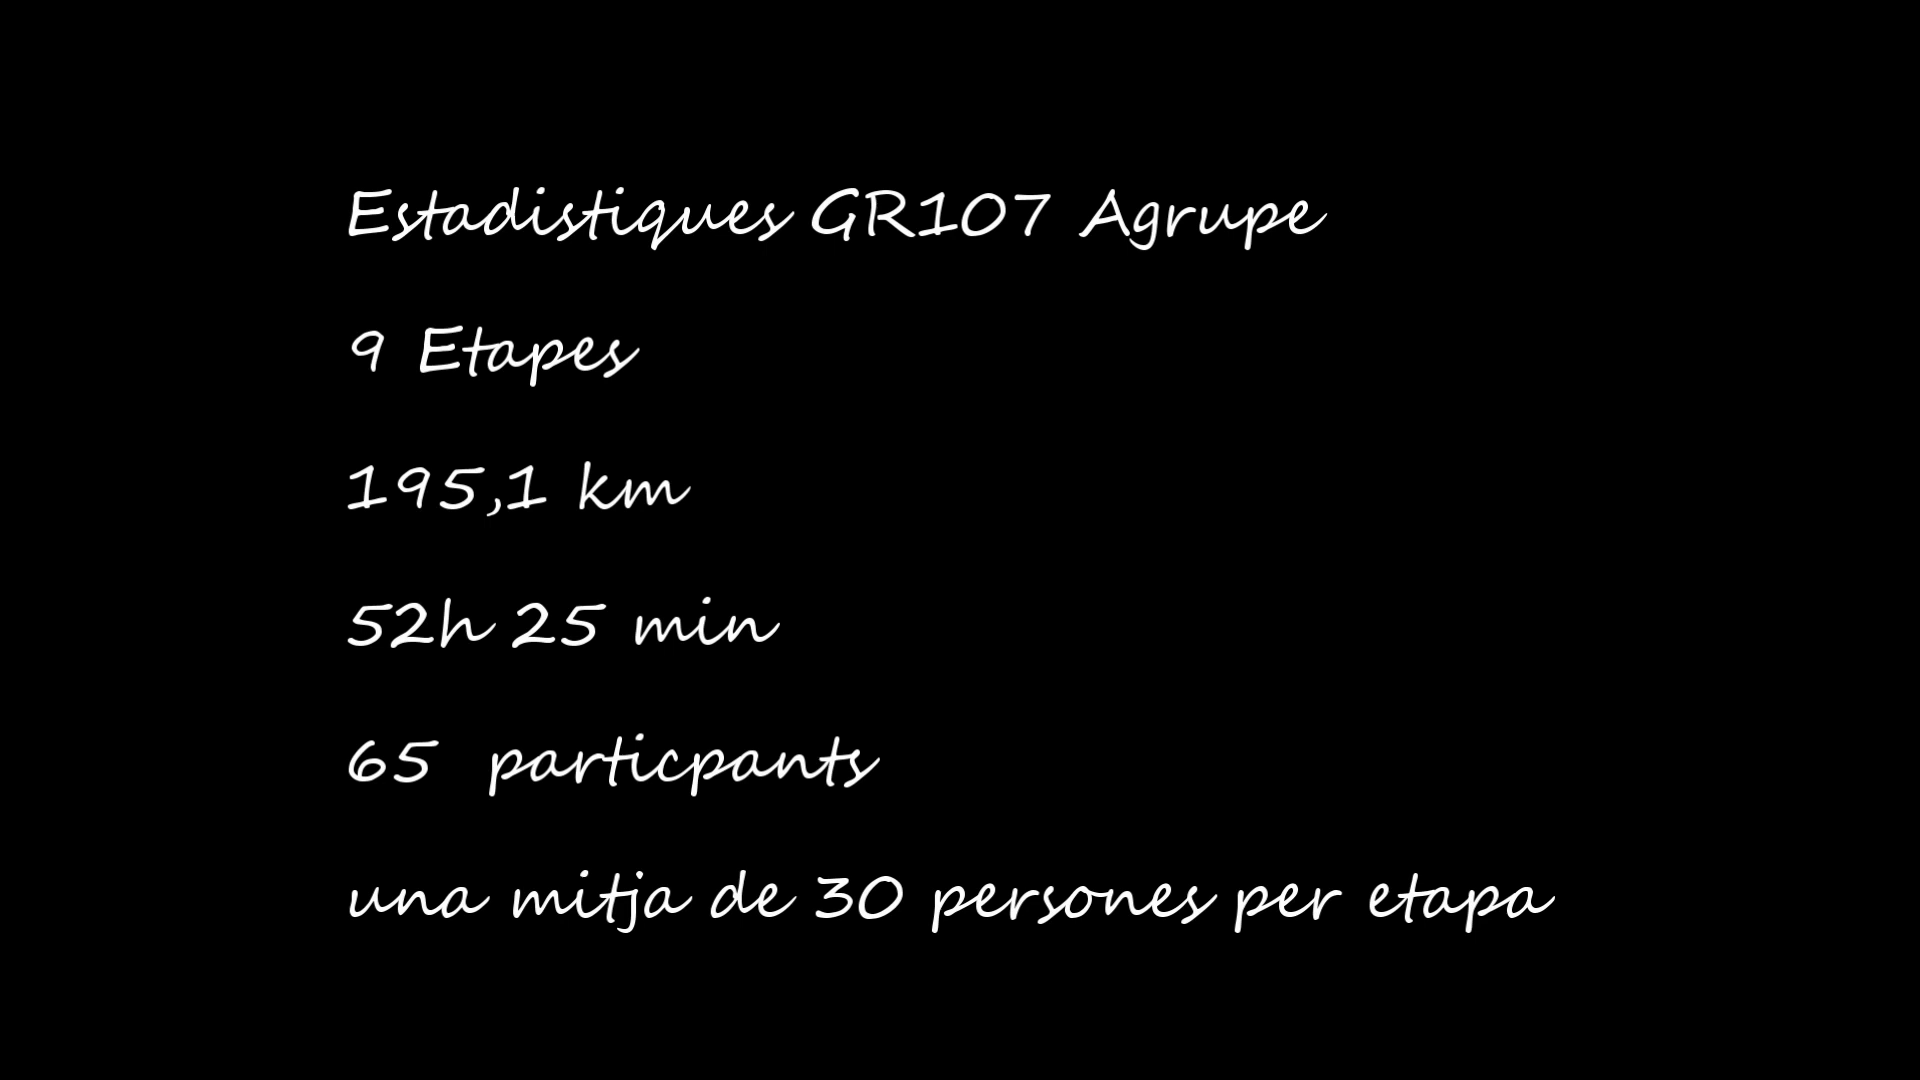 Estadistiques GR107 Agrupe
9 Etapes
195,1 km
52h 25 min
65 particpants
una mitja de 30 persones per etapa